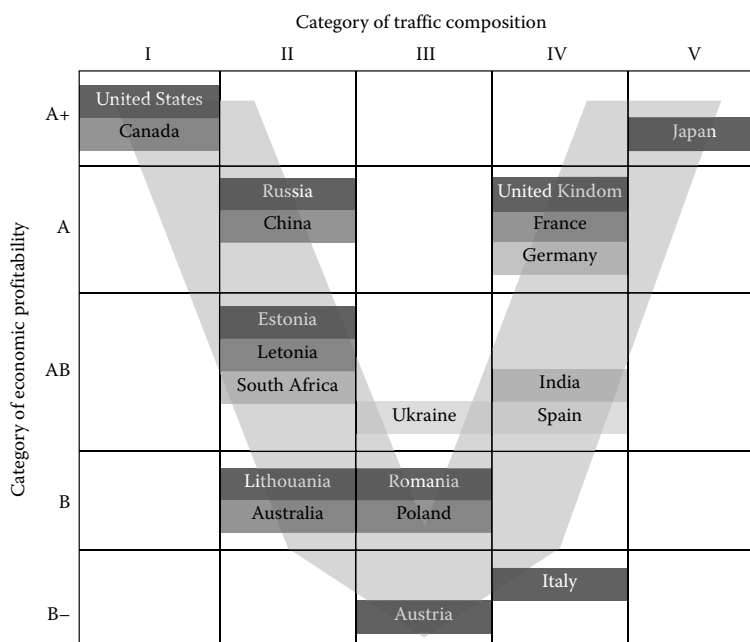 Category of traffic composition
I II III IV V
Category of economic profitability
A+
United States
Canada
Japan
A
Russia
United Kindom
China
France
Germany
AB
Estonia
Letonia
South Africa
India
Ukraine
Spain
B
Lithouania
Romania
Australia
Poland
B–
Italy
Austria